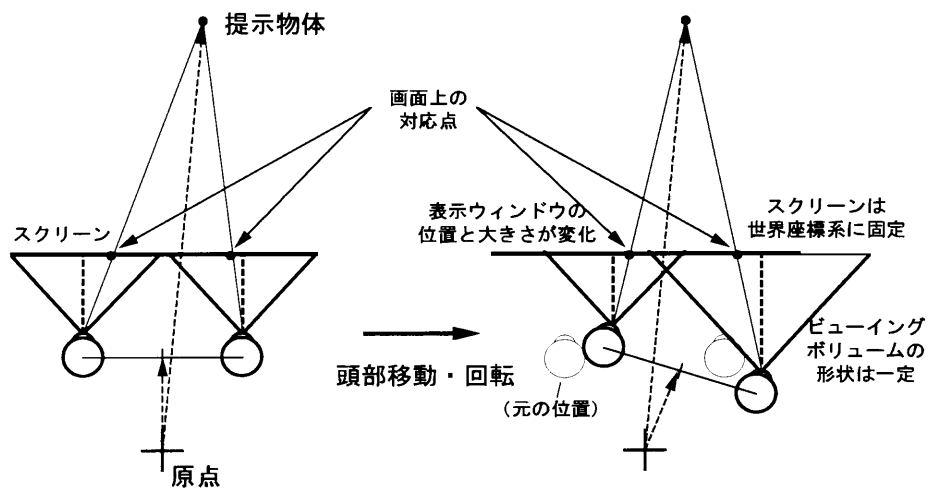 提示物体
画面上の
対応点
スクリーン
原点
頭部移動・回転
表示ウィンドウの
位置と大きさが変化
スクリーンは
世界座標系に固定
ビューイング
ボリュームの
形状は一定
(元の位置)